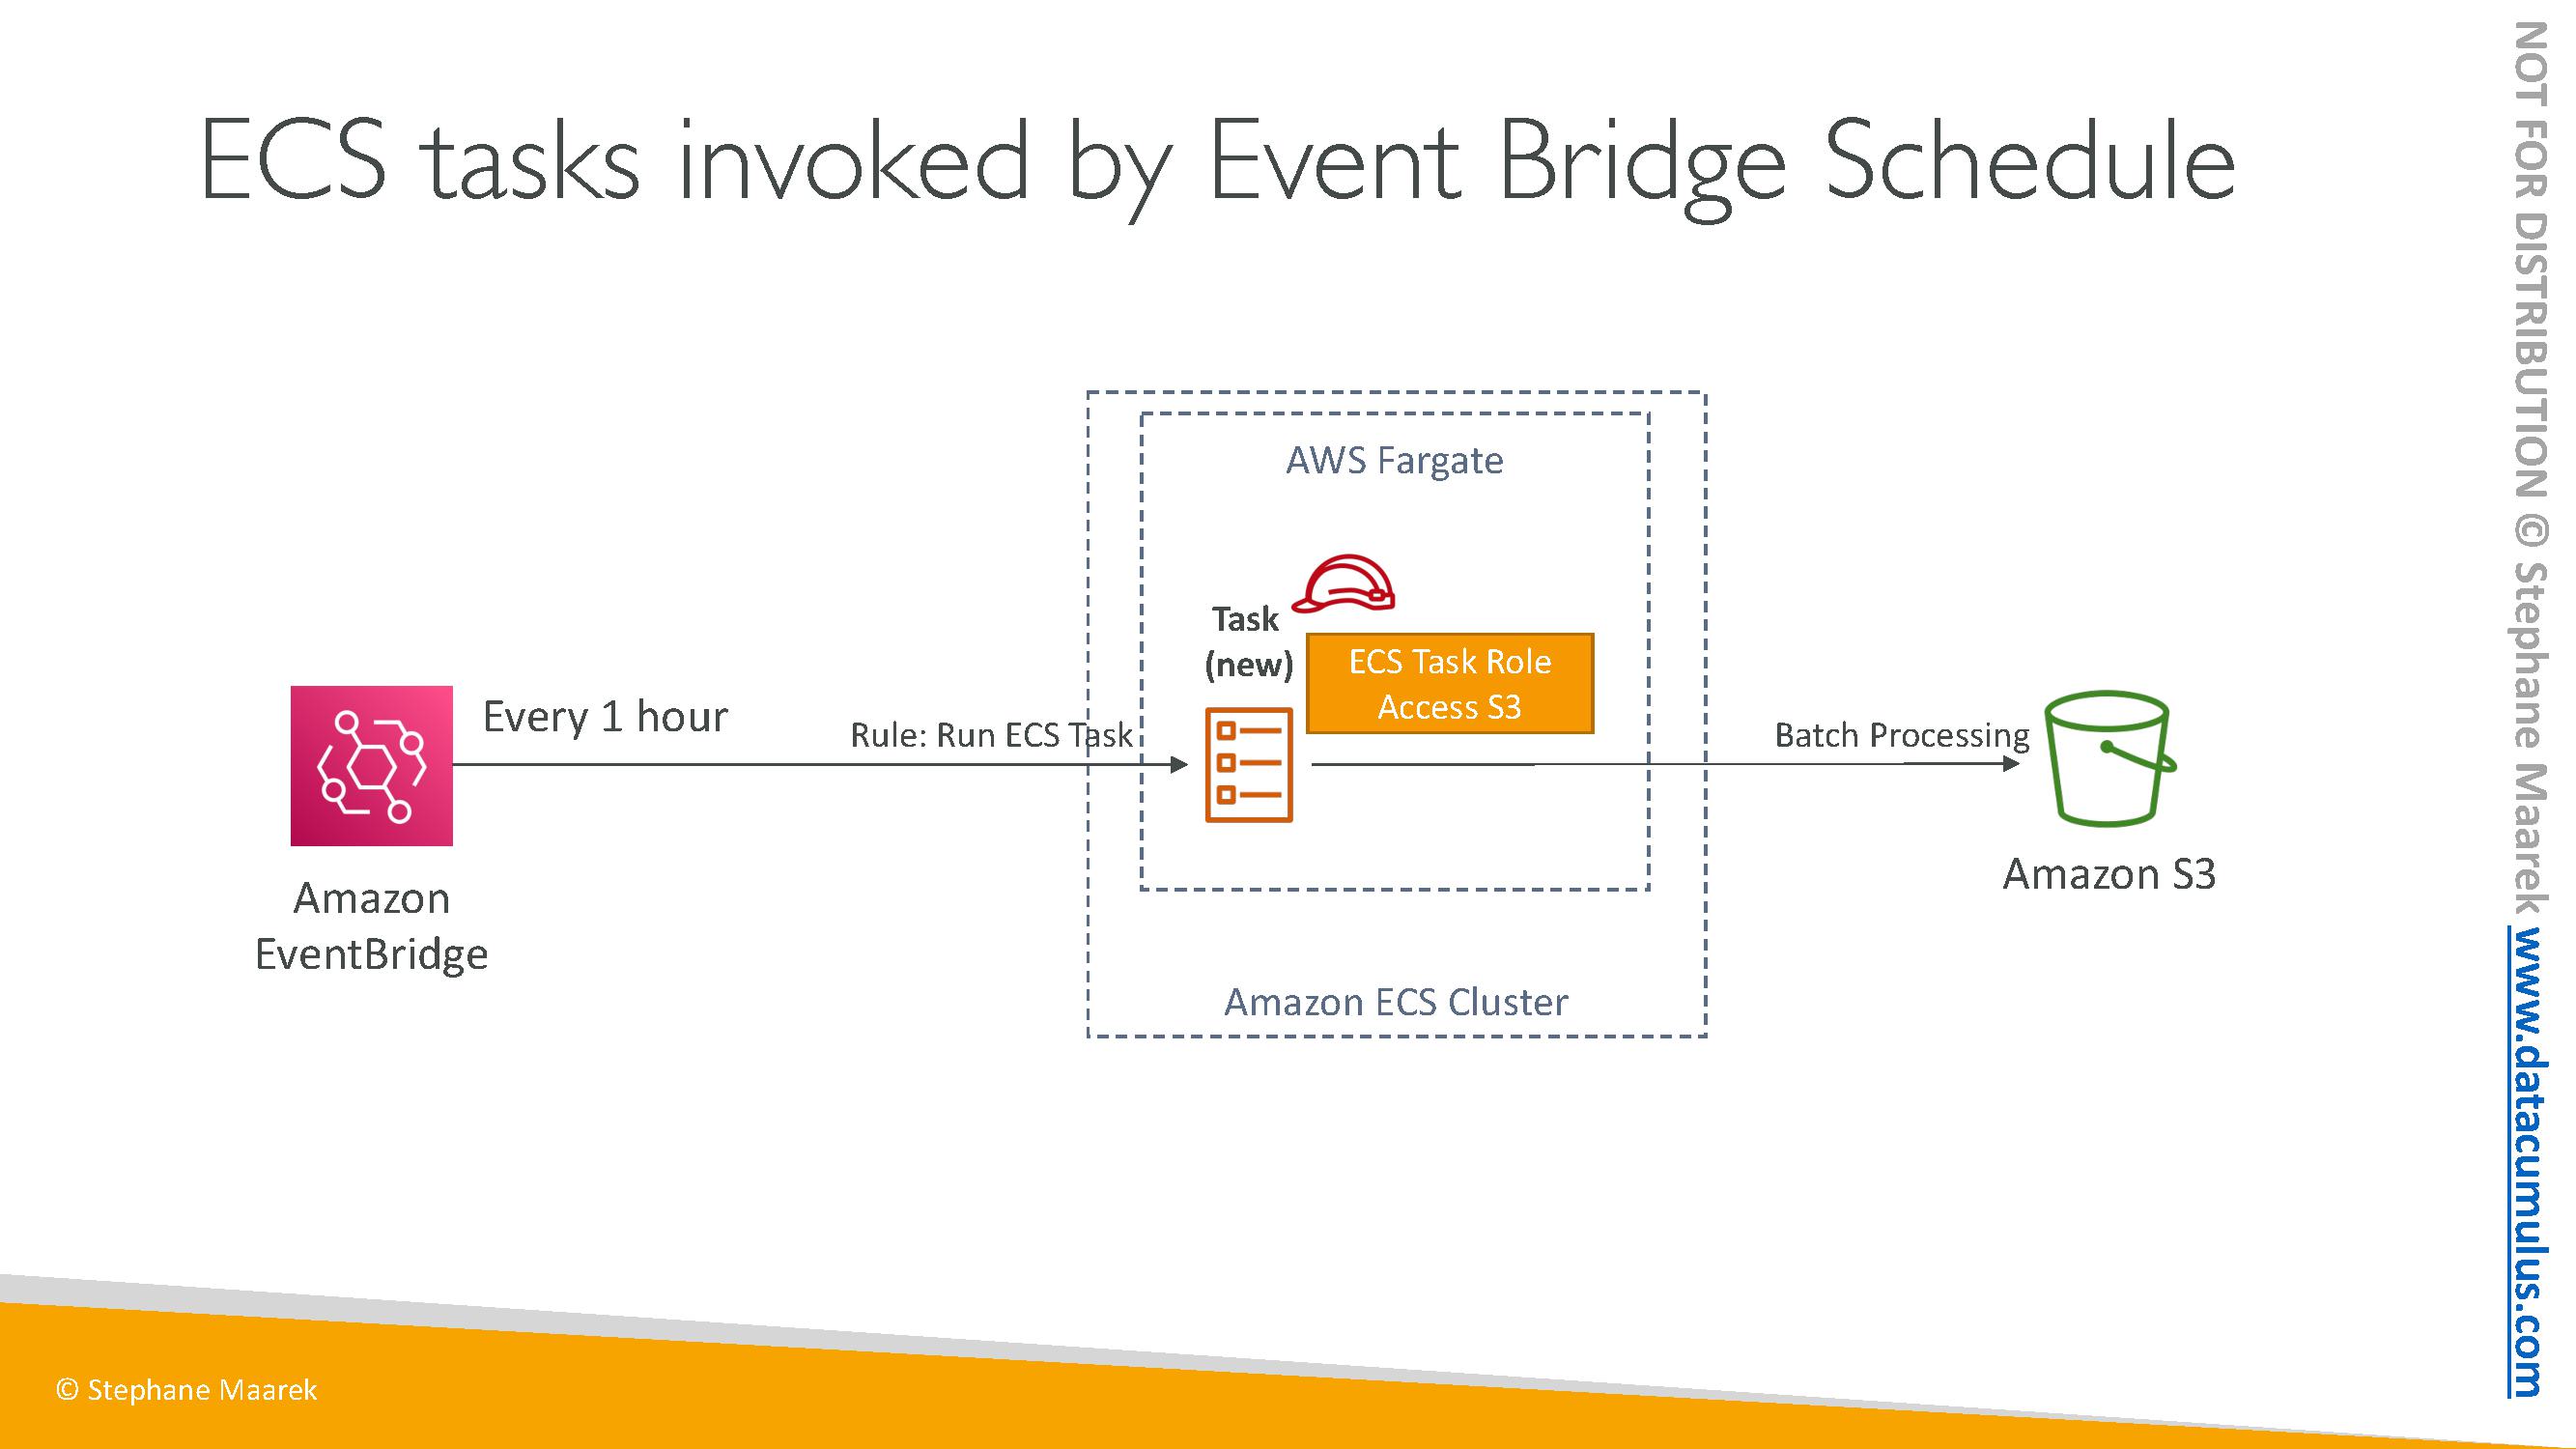 ECS tasks invoked by Event Bridge Schedule
AWS Fargate
Task
(new)
ECS Task Role
Access S3
Every 1 hour
Rule: Run ECS Task
Batch Processing
Amazon
EventBridge
Amazon S3
Amazon ECS Cluster
© Stephane Maarek
NOT FOR DISTRIBUTION © Stephane Maarek www.datacumulus.com